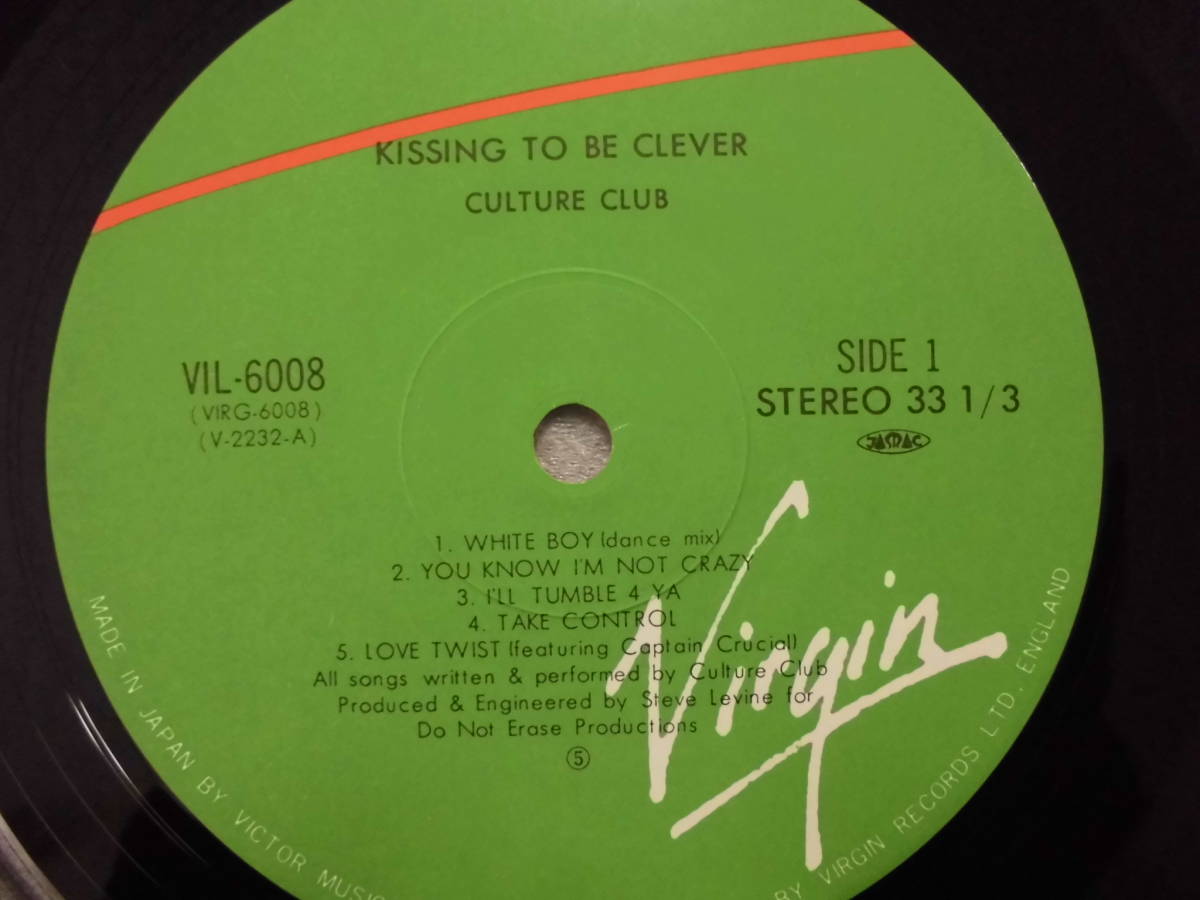 KISSING TO BE CLEVER
CULTURE CLUB
VIL-6008
(VIRG-6008)
(V-2232-A)
SIDE 1
STEREO 33 1/3
JAMAC
1. WHITE BOY (dance mix)
2. YOU KNOW I'M NOT CRAZY
3. I'LL TUMBLE 4 YA
4. TAKE CONTROL
5. LOVE TWIST (featuring Captain Crucial)
All songs written & performed by Culture Club
Produced & Engineered by Steve Levine for
Do Not Erase Productions
⑤
Virgin
MADE IN JAPAN BY VICTOR MUSIC
BY VIRGIN RECORDS LTD. ENGLAND